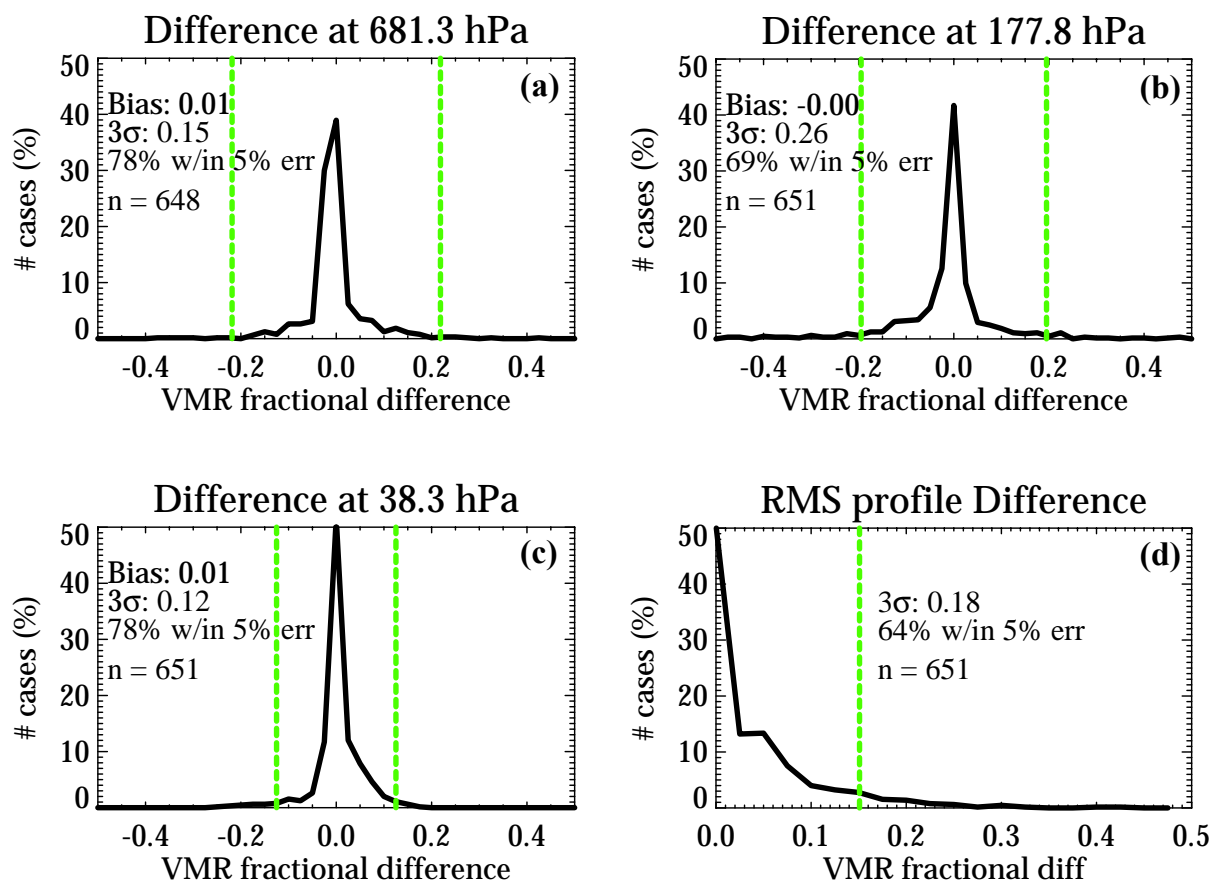 Difference at 681.3 hPa
(a)
Bias: 0.01
3σ: 0.15
78% w/in 5% err
n = 648
# cases (%)
50
40
30
20
10
0
-0.4 -0.2 0.0 0.2 0.4
VMR fractional difference
Difference at 177.8 hPa
(b)
Bias: -0.00
3σ: 0.26
69% w/in 5% err
n = 651
# cases (%)
50
40
30
20
10
0
-0.4 -0.2 0.0 0.2 0.4
VMR fractional difference
Difference at 38.3 hPa
(c)
Bias: 0.01
3σ: 0.12
78% w/in 5% err
n = 651
# cases (%)
50
40
30
20
10
0
-0.4 -0.2 0.0 0.2 0.4
VMR fractional difference
RMS profile Difference
(d)
3σ: 0.18
64% w/in 5% err
n = 651
# cases (%)
50
40
30
20
10
0
0.0 0.1 0.2 0.3 0.4 0.5
VMR fractional diff